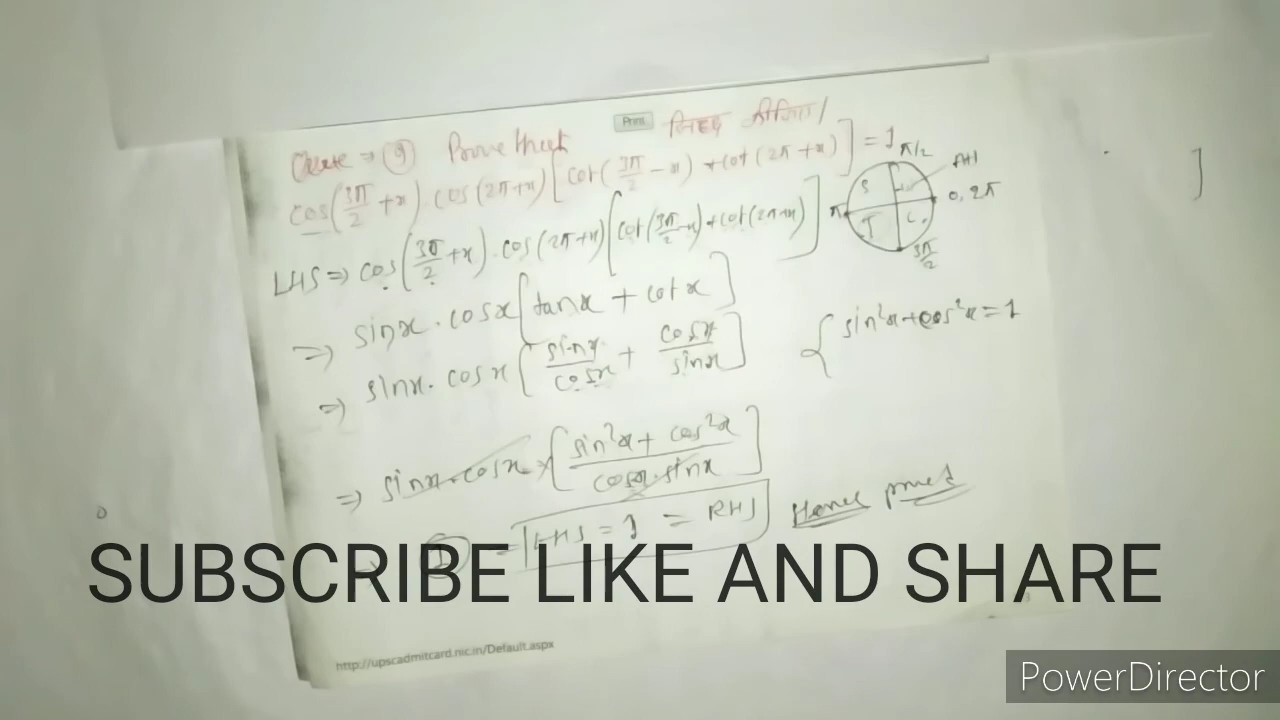 Ques ⇒ (9) Prove that Print सिद्ध कीजिए।
cos(3π/2 + x) . cos(2π+x) [cot(3π/2 - x) + cot(2π + x)] = 1
LHS ⇒ cos(3π/2 + x) . cos(2π+x) [cot(3π/2 - x) + cot(2π+x)]
π/2
S
All
π
0, 2π
T
C
3π/2
⇒ sinx . cosx [tanx + cotx]
⇒ sinx . cosx [sinx/cosx + cosx/sinx]
{ sin²x + cos²x = 1
⇒ sinx . cosx × [sin²x + cos²x / cosx . sinx]
⇒ 1 = LHS = 1 = RHS Hence proved
SUBSCRIBE LIKE AND SHARE
http://upscadmitcard.nic.in/Default.aspx
PowerDirector